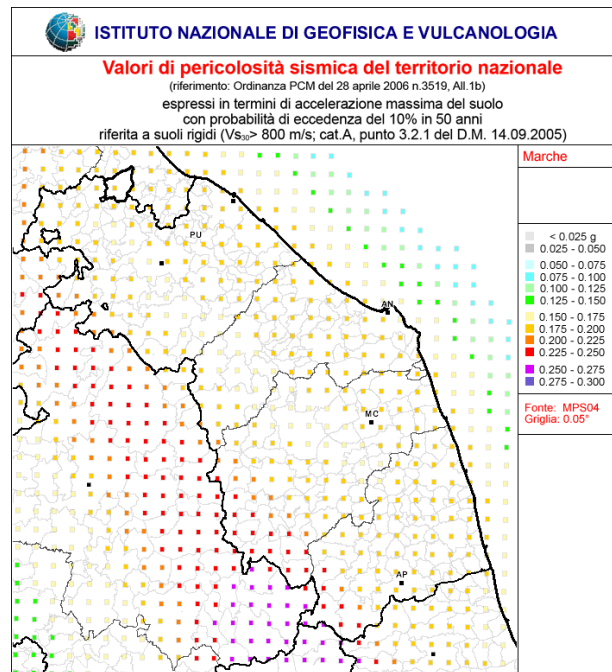 ISTITUTO NAZIONALE DI GEOFISICA E VULCANOLOGIA
Valori di pericolosità sismica del territorio nazionale
(riferimento: Ordinanza PCM del 28 aprile 2006 n.3519, All.1b)
espressi in termini di accelerazione massima del suolo
con probabilità di eccedenza del 10% in 50 anni
riferita a suoli rigidi (Vs₃₀> 800 m/s; cat.A, punto 3.2.1 del D.M. 14.09.2005)
Marche
< 0.025 g
0.025 - 0.050
0.050 - 0.075
0.075 - 0.100
0.100 - 0.125
0.125 - 0.150
0.150 - 0.175
0.175 - 0.200
0.200 - 0.225
0.225 - 0.250
0.250 - 0.275
0.275 - 0.300
Fonte: MPS04
Griglia: 0.05°
PU
AN
MC
AP